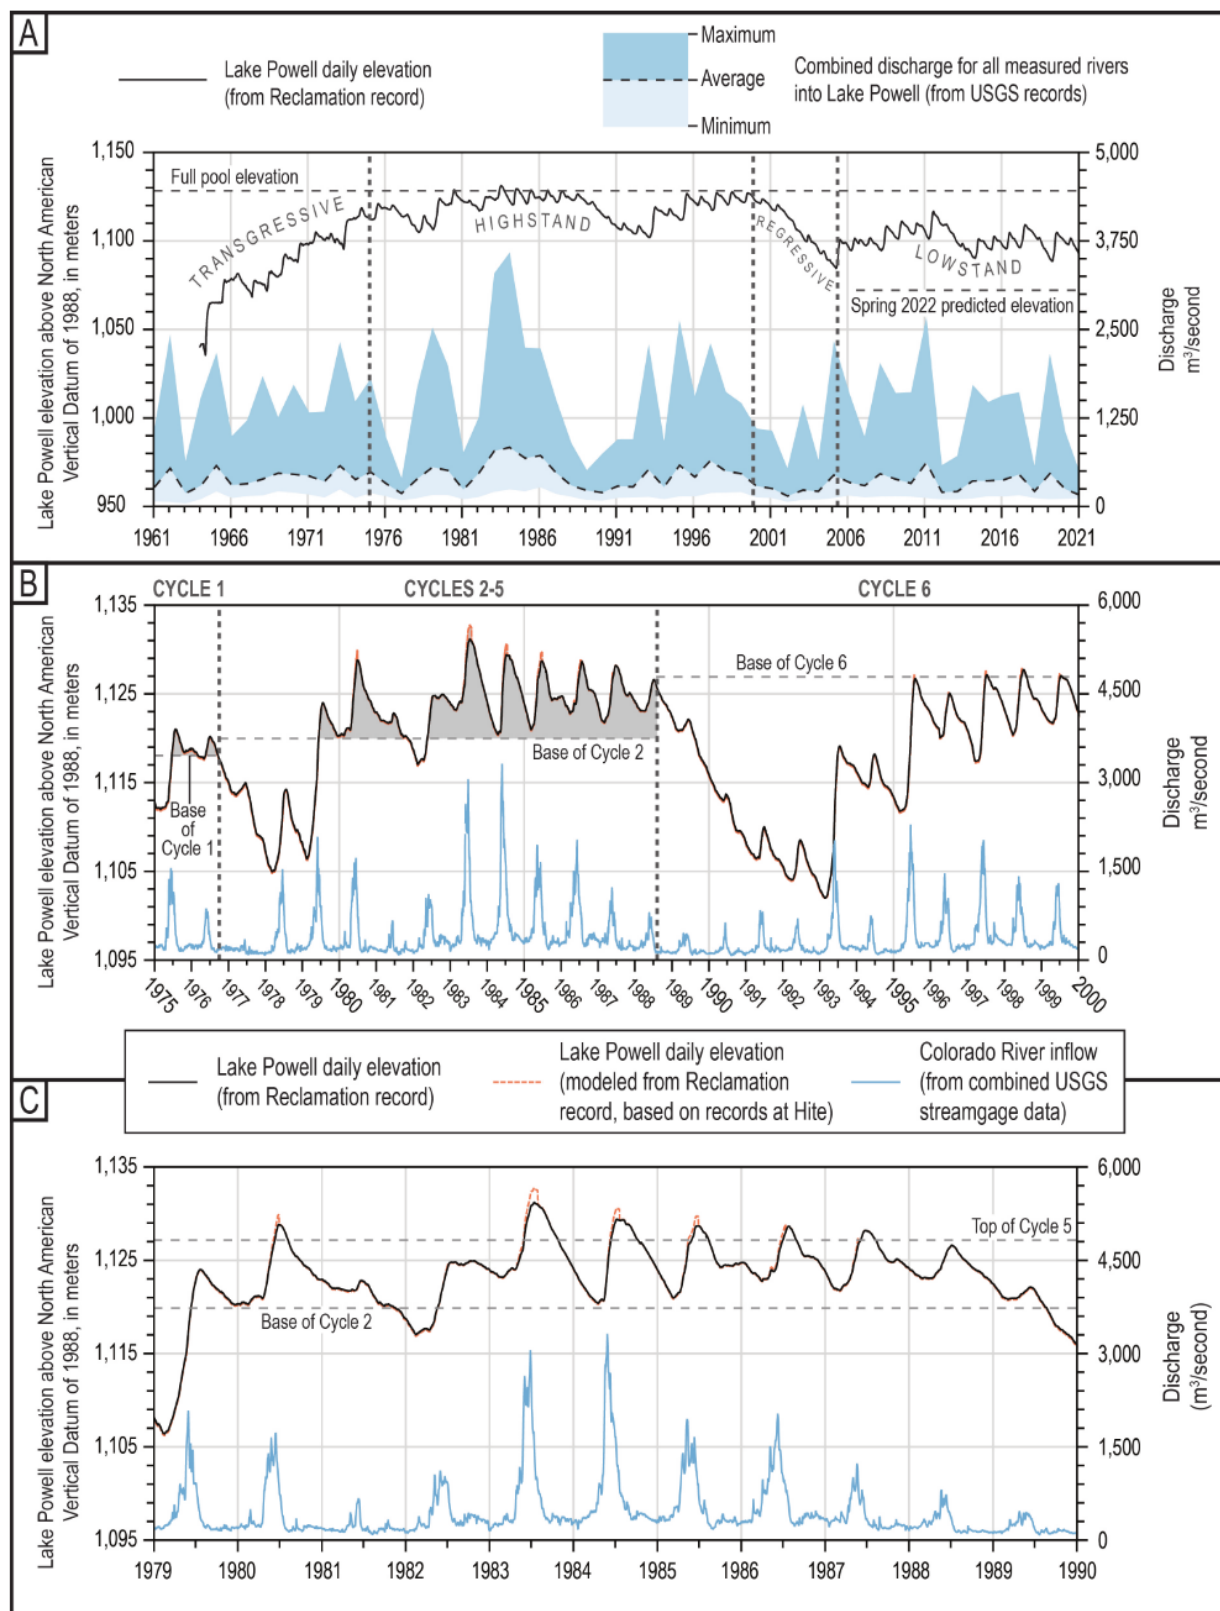 A
Lake Powell daily elevation
(from Reclamation record)
Maximum
Average
Minimum
Combined discharge for all measured rivers
into Lake Powell (from USGS records)
Lake Powell elevation above North American
Vertical Datum of 1988, in meters
1,150
1,100
1,050
1,000
950
Full pool elevation
TRANSGRESSIVE
HIGHSTAND
REGRESSIVE
LOWSTAND
Spring 2022 predicted elevation
5,000
3,750
2,500
1,250
0
Discharge
m³/second
1961 1966 1971 1976 1981 1986 1991 1996 2001 2006 2011 2016 2021
B
CYCLE 1 CYCLES 2-5 CYCLE 6
Lake Powell elevation above North American
Vertical Datum of 1988, in meters
1,135
1,125
1,115
1,105
1,095
Base of Cycle 6
Base of Cycle 2
Base
of
Cycle 1
6,000
4,500
3,000
1,500
0
Discharge
m³/second
1975 1976 1977 1978 1979 1980 1981 1982 1983 1984 1985 1986 1987 1988 1989 1990 1991 1992 1993 1994 1995 1996 1997 1998 1999 2000
Lake Powell daily elevation
(from Reclamation record)
Lake Powell daily elevation
(modeled from Reclamation
record, based on records at Hite)
Colorado River inflow
(from combined USGS
streamgage data)
C
Lake Powell elevation above North American
Vertical Datum of 1988, in meters
1,135
1,125
1,115
1,105
1,095
Top of Cycle 5
Base of Cycle 2
6,000
4,500
3,000
1,500
0
Discharge
(m³/second)
1979 1980 1981 1982 1983 1984 1985 1986 1987 1988 1989 1990